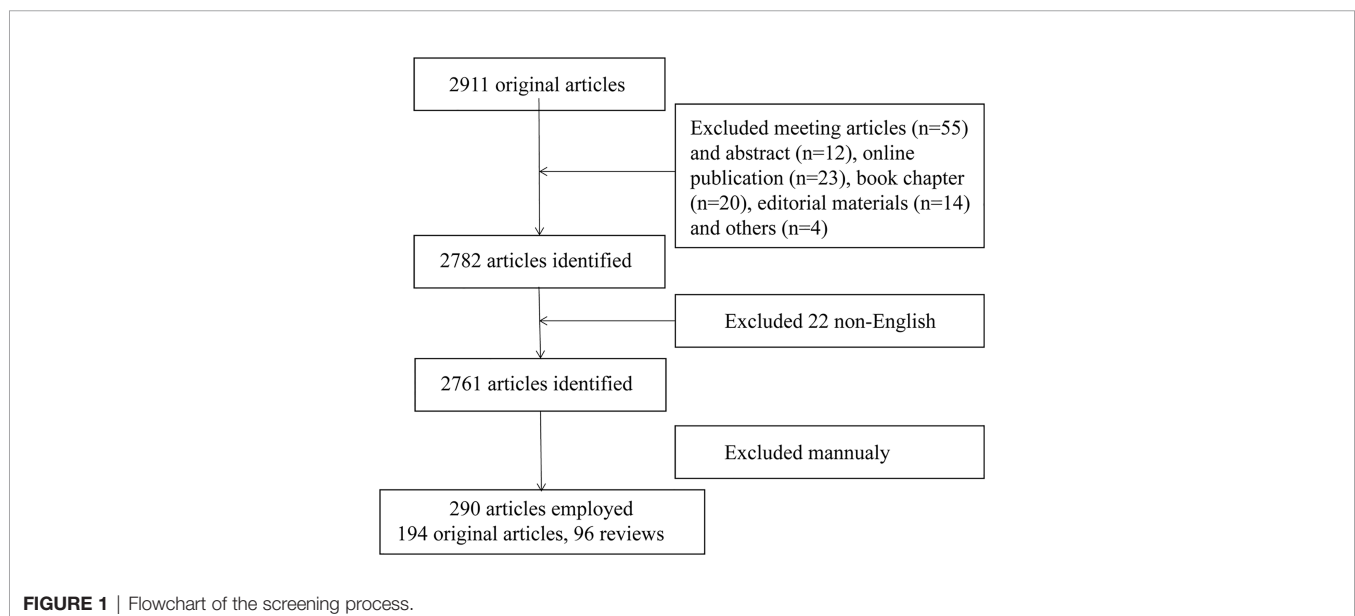 2911 original articles
Excluded meeting articles (n=55)
and abstract (n=12), online
publication (n=23), book chapter
(n=20), editorial materials (n=14)
and others (n=4)
2782 articles identified
Excluded 22 non-English
2761 articles identified
Excluded mannualy
290 articles employed
194 original articles, 96 reviews
FIGURE 1 | Flowchart of the screening process.